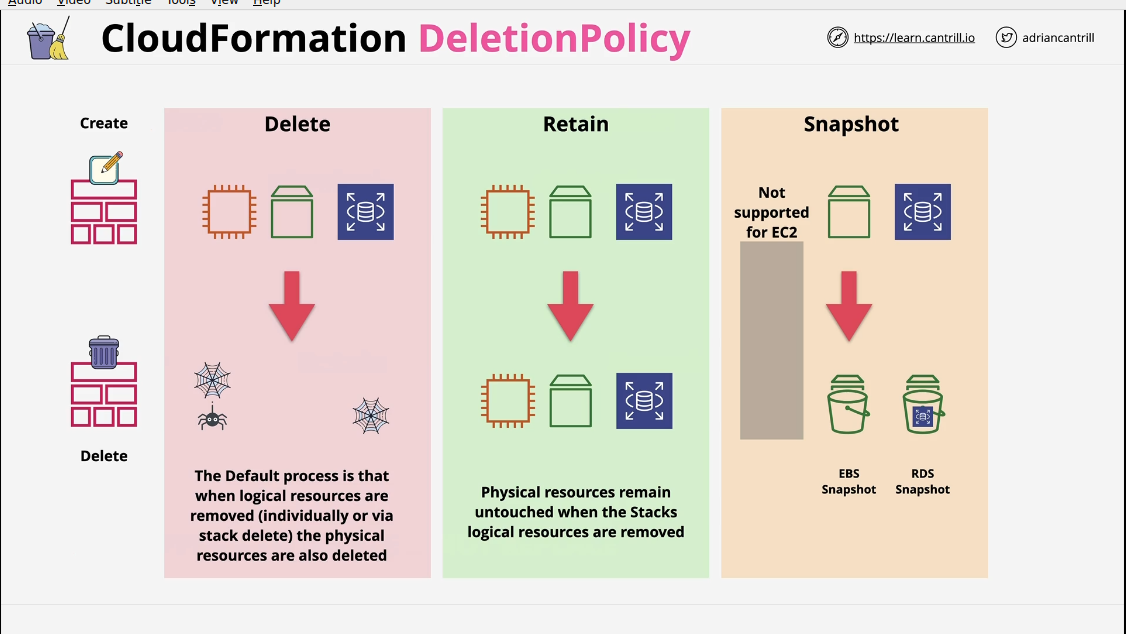 Audio Video Subtitle Tools View Help
CloudFormation DeletionPolicy
https://learn.cantrill.io
adriancantrill
Create
Delete
Retain
Snapshot
Not
supported
for EC2
Delete
The Default process is that
when logical resources are
removed (individually or via
stack delete) the physical
resources are also deleted
Physical resources remain
untouched when the Stacks
logical resources are removed
EBS
Snapshot
RDS
Snapshot